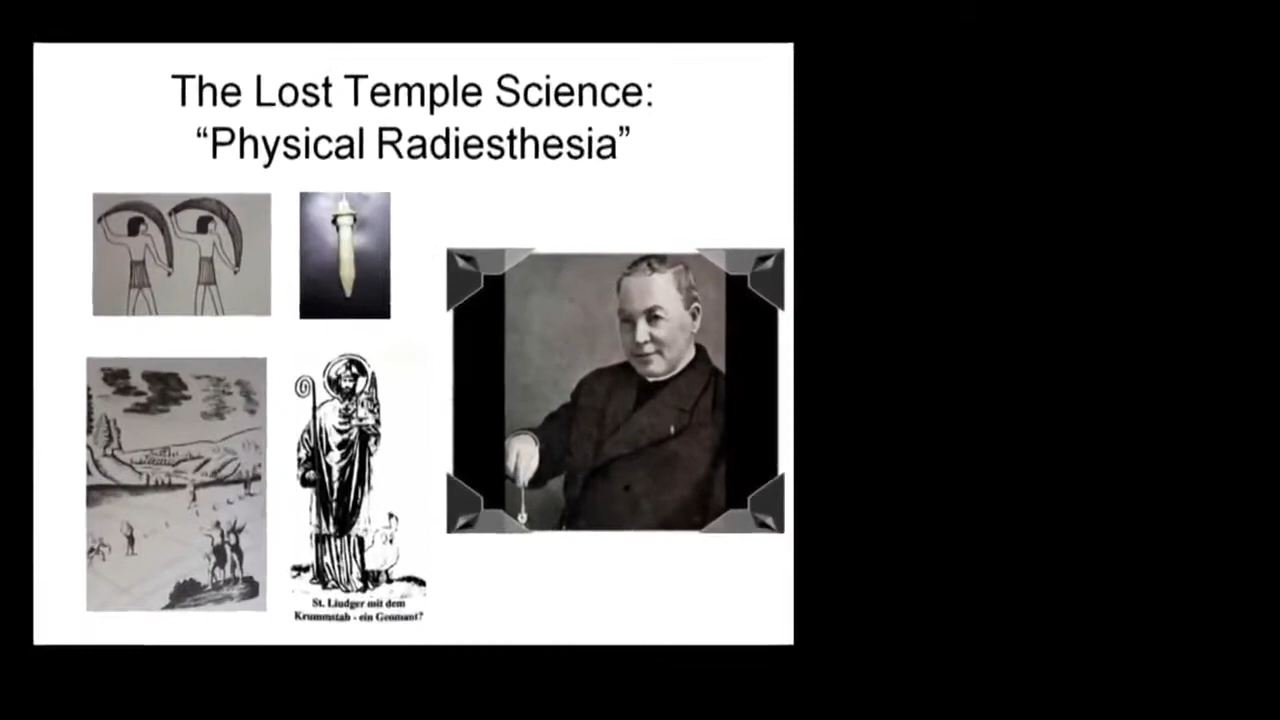 The Lost Temple Science:
“Physical Radiesthesia”
St. Liudger mit dem
Krummstab - ein Geomant?